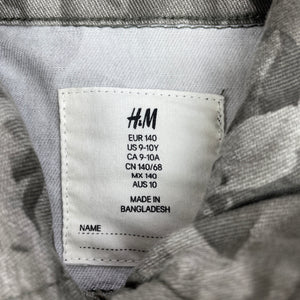 H&M
EUR 140
US 9-10Y
CA 9-10A
CN 140/68
MX 140
AUS 10
MADE IN
BANGLADESH
NAME